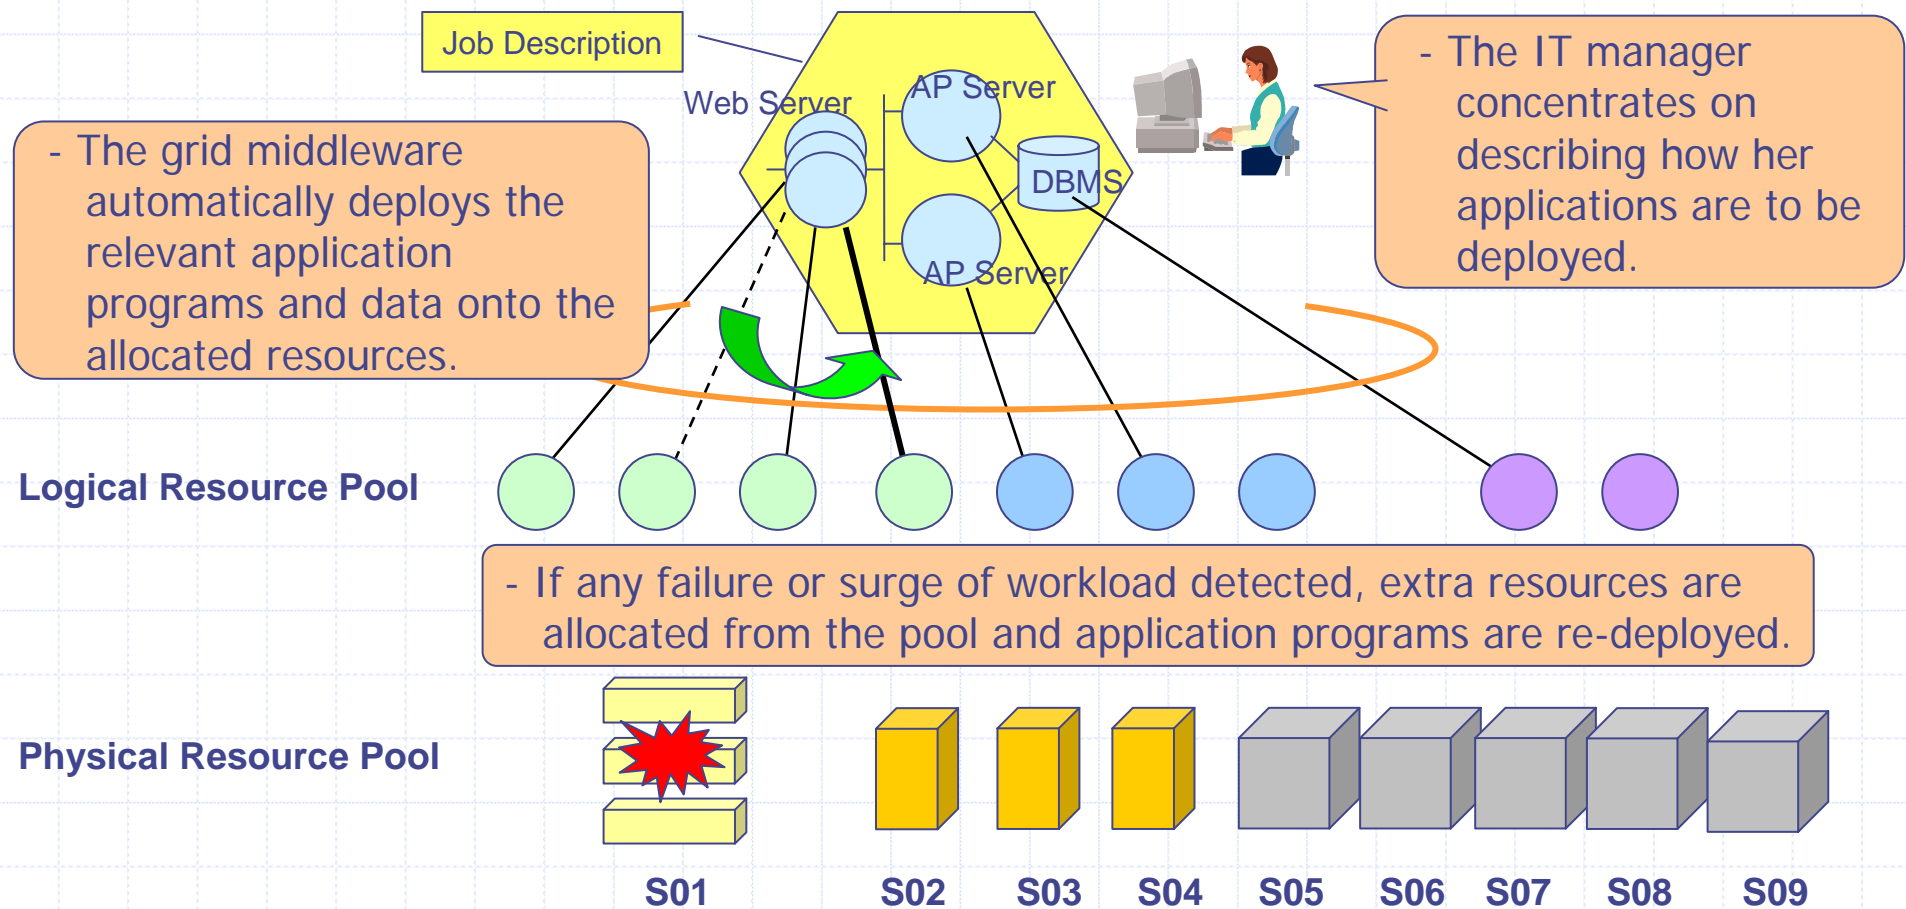 Job Description
Web Server
AP Server
DBMS
AP Server
- The IT manager
concentrates on
describing how her
applications are to be
deployed.
- The grid middleware
automatically deploys the
relevant application
programs and data onto the
allocated resources.
Logical Resource Pool
- If any failure or surge of workload detected, extra resources are
allocated from the pool and application programs are re-deployed.
Physical Resource Pool
S01 S02 S03 S04 S05 S06 S07 S08 S09